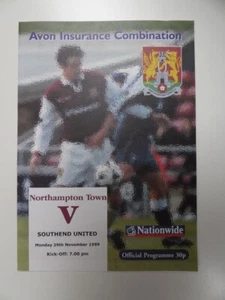 Avon Insurance Combination
Northampton Town
V
SOUTHEND UNITED
Monday 29th November 1999
Kick-Off: 7.00 pm
Nationwide
Official Programme 30p